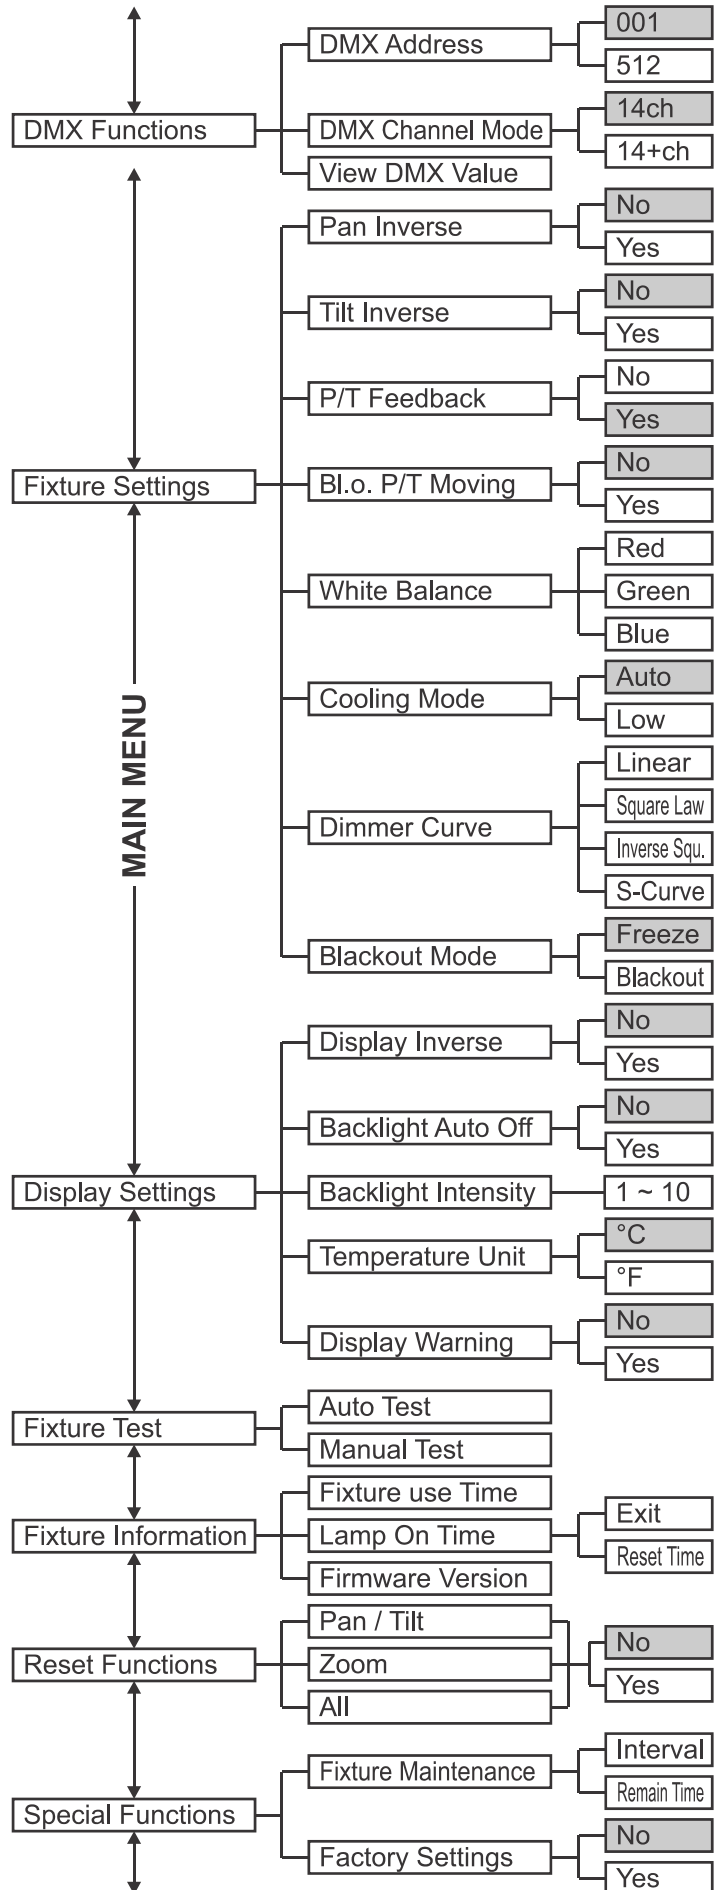 DMX Functions
DMX Address
001
512
DMX Channel Mode
14ch
14+ch
View DMX Value
MAIN MENU
Fixture Settings
Pan Inverse
No
Yes
Tilt Inverse
No
Yes
P/T Feedback
No
Yes
Bl.o. P/T Moving
No
Yes
White Balance
Red
Green
Blue
Cooling Mode
Auto
Low
Dimmer Curve
Linear
Square Law
Inverse Squ.
S-Curve
Blackout Mode
Freeze
Blackout
Display Settings
Display Inverse
No
Yes
Backlight Auto Off
No
Yes
Backlight Intensity
1 ~ 10
Temperature Unit
°C
°F
Display Warning
No
Yes
Fixture Test
Auto Test
Manual Test
Fixture Information
Fixture use Time
Lamp On Time
Exit
Reset Time
Firmware Version
Reset Functions
Pan / Tilt
Zoom
All
No
Yes
Special Functions
Fixture Maintenance
Interval
Remain Time
Factory Settings
No
Yes